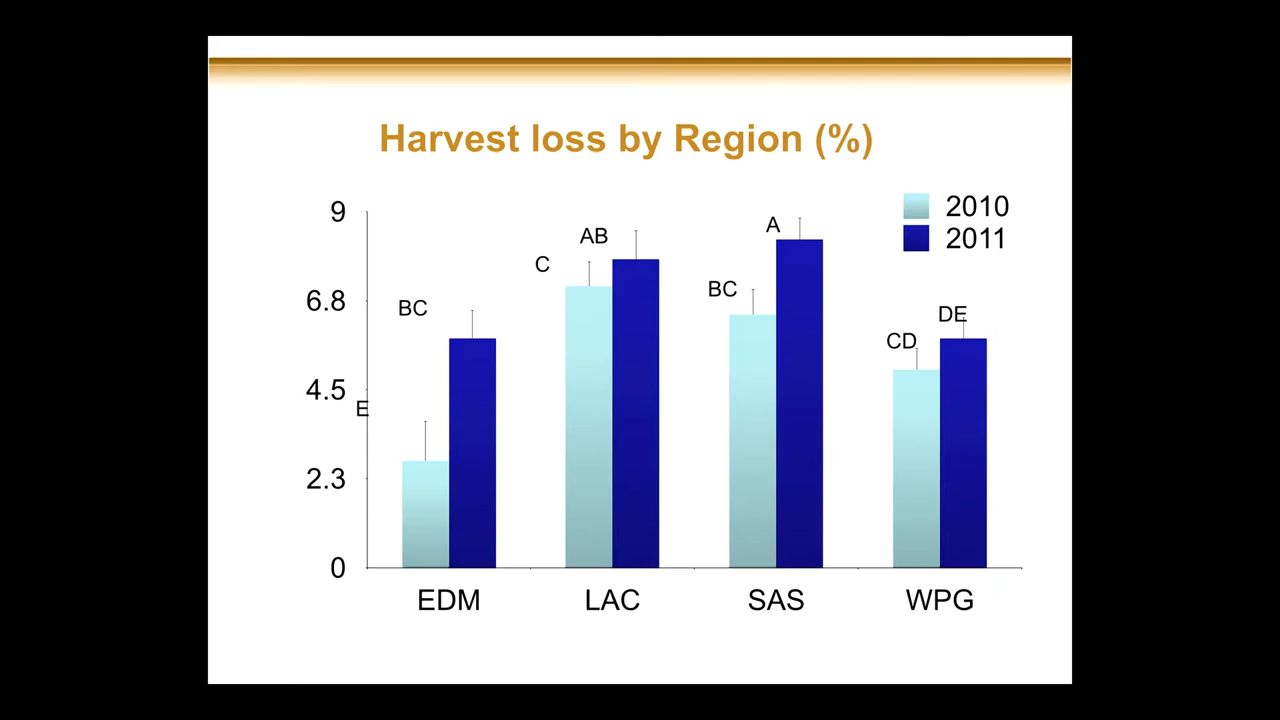 Harvest loss by Region (%)
2010
2011
9
6.8
4.5
2.3
0
E
BC
C
AB
BC
A
CD
DE
EDM
LAC
SAS
WPG